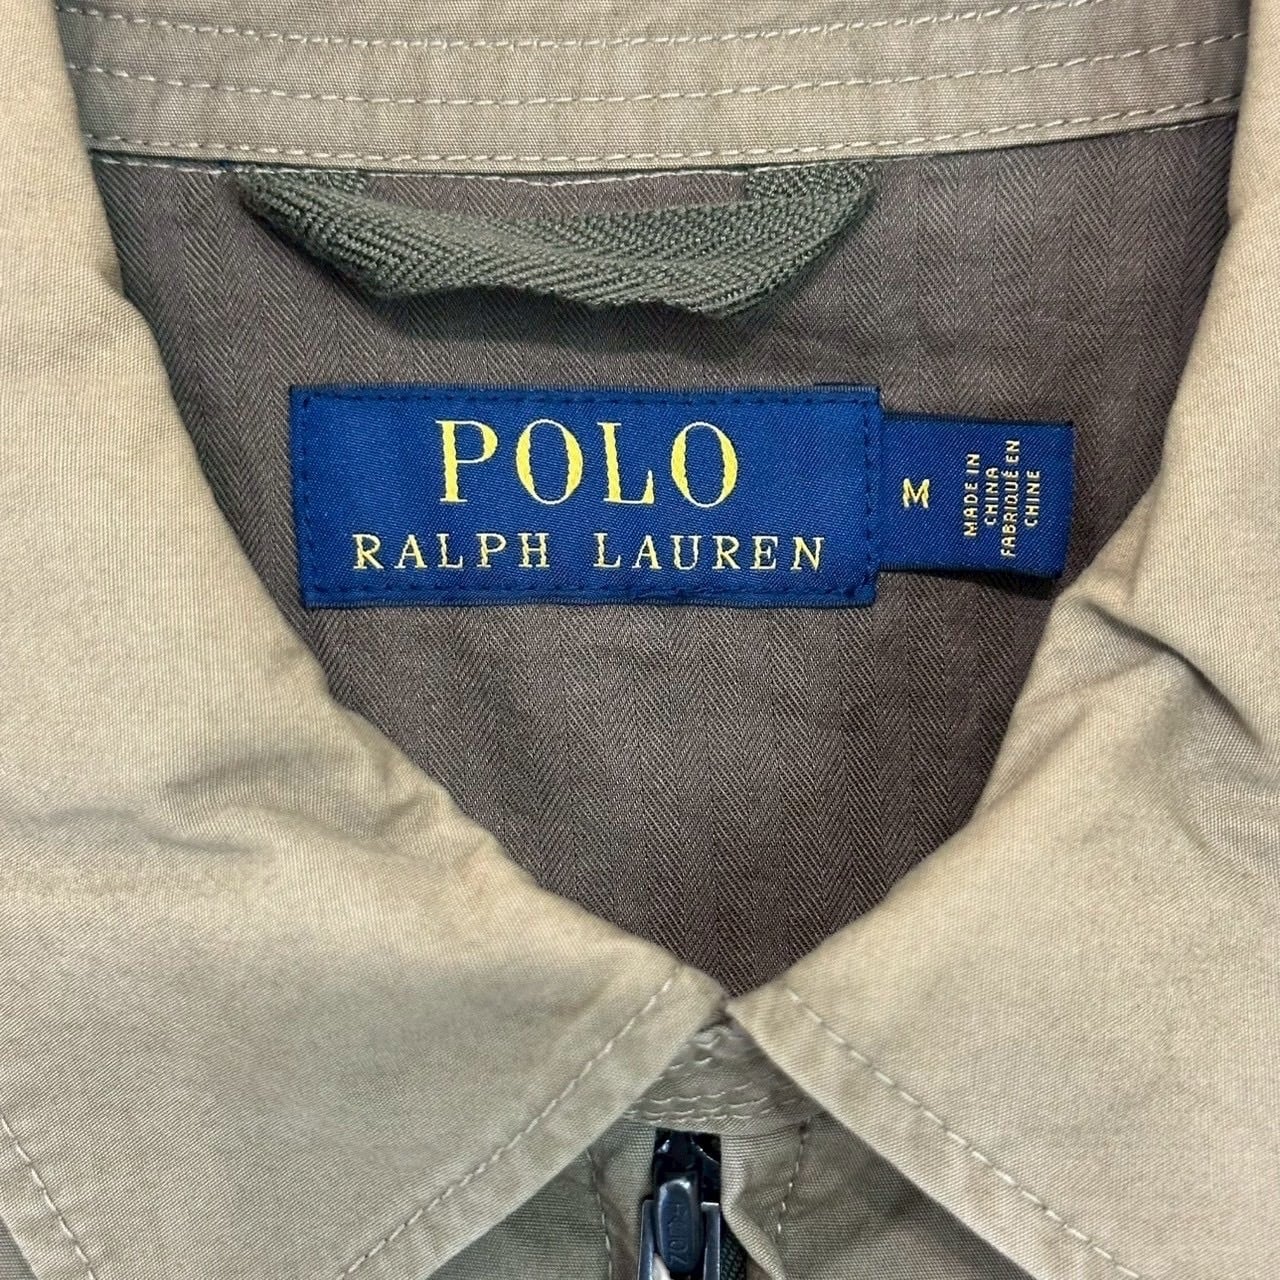 POLO
RALPH LAUREN
M
MADE IN
CHINA
FABRIQUÉ EN
CHINE